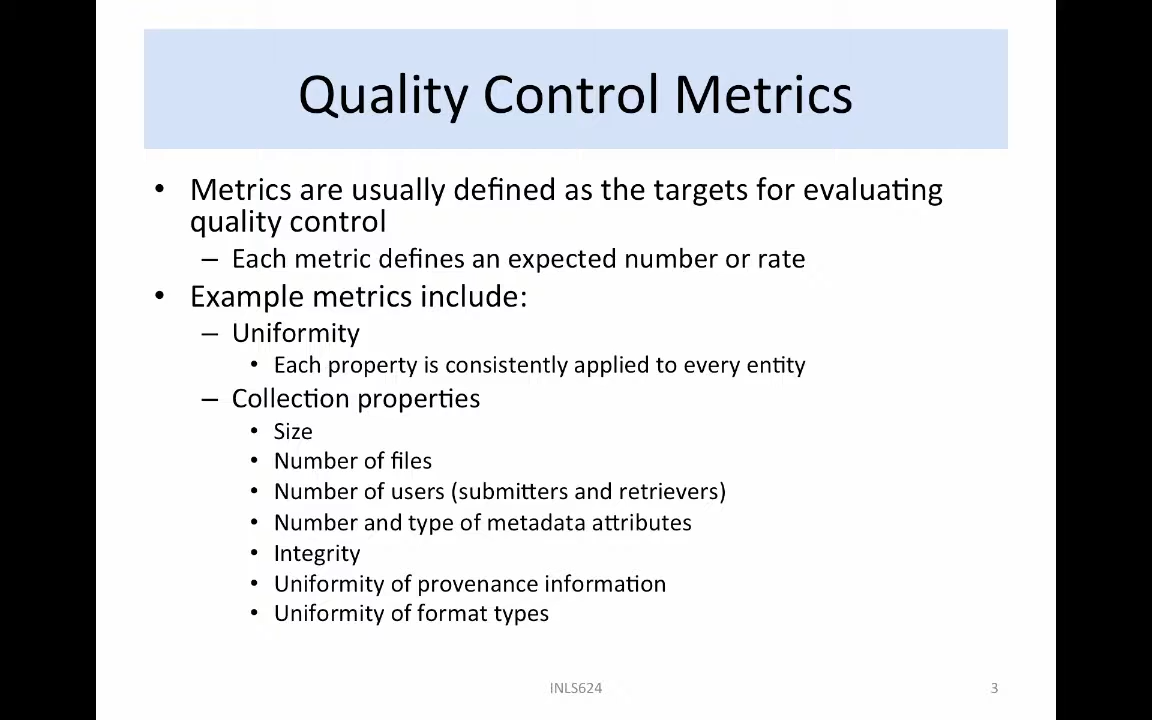 Quality Control Metrics
• Metrics are usually defined as the targets for evaluating
quality control
– Each metric defines an expected number or rate
• Example metrics include:
– Uniformity
• Each property is consistently applied to every entity
– Collection properties
• Size
• Number of files
• Number of users (submitters and retrievers)
• Number and type of metadata attributes
• Integrity
• Uniformity of provenance information
• Uniformity of format types
INLS624
3